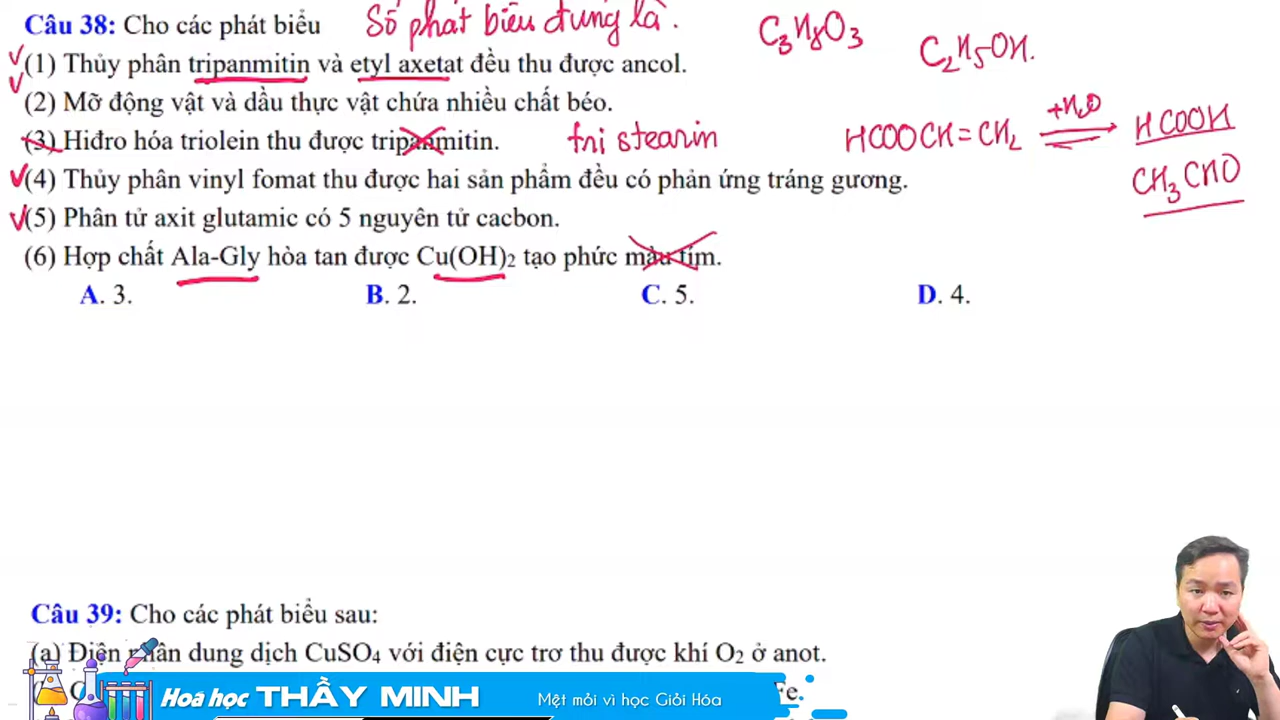 Câu 38: Cho các phát biểu Số phát biểu đúng là.
C3H8O3 C2H5OH.
(1) Thủy phân tripanmitin và etyl axetat đều thu được ancol.
(2) Mỡ động vật và dầu thực vật chứa nhiều chất béo.
(3) Hiđro hóa triolein thu được tripanmitin. tri stearin
HCOOCH=CH2 +H2O HCOOH
CH3CHO
(4) Thủy phân vinyl fomat thu được hai sản phẩm đều có phản ứng tráng gương.
(5) Phân tử axit glutamic có 5 nguyên tử cacbon.
(6) Hợp chất Ala-Gly hòa tan được Cu(OH)2 tạo phức màu tím.
A. 3. B. 2. C. 5. D. 4.
Câu 39: Cho các phát biểu sau:
(a) Điện phân dung dịch CuSO4 với điện cực trơ thu được khí O2 ở anot.
Fe.
Hoá học THẦY MINH Mệt mỏi vì học Giỏi Hóa